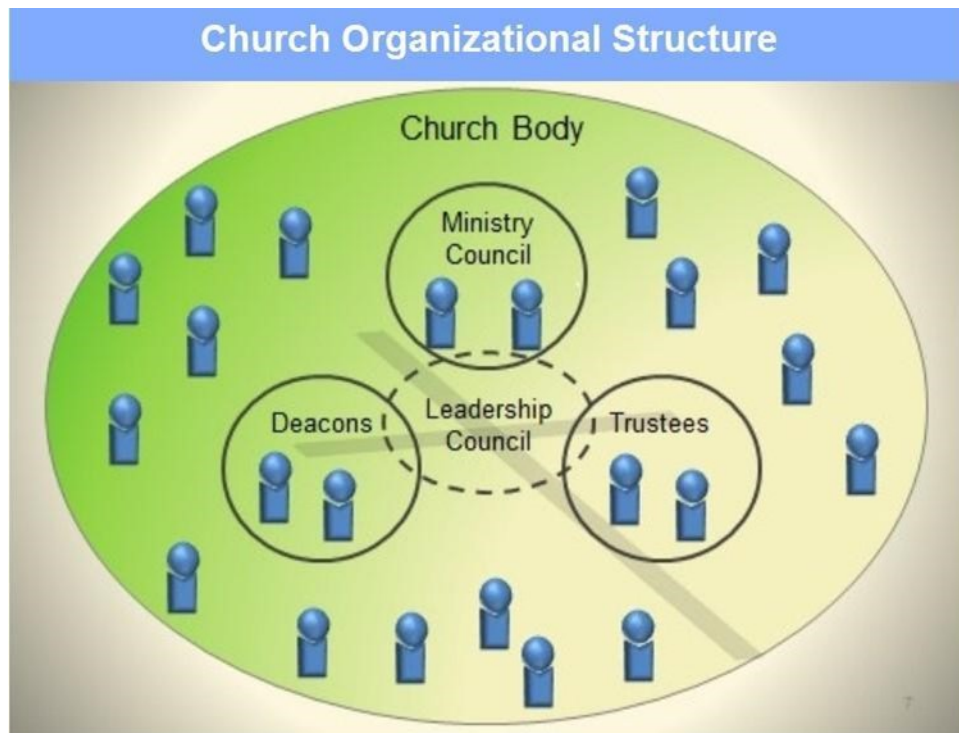 Church Organizational Structure
Church Body
Ministry
Council
Deacons
Leadership
Council
Trustees
7